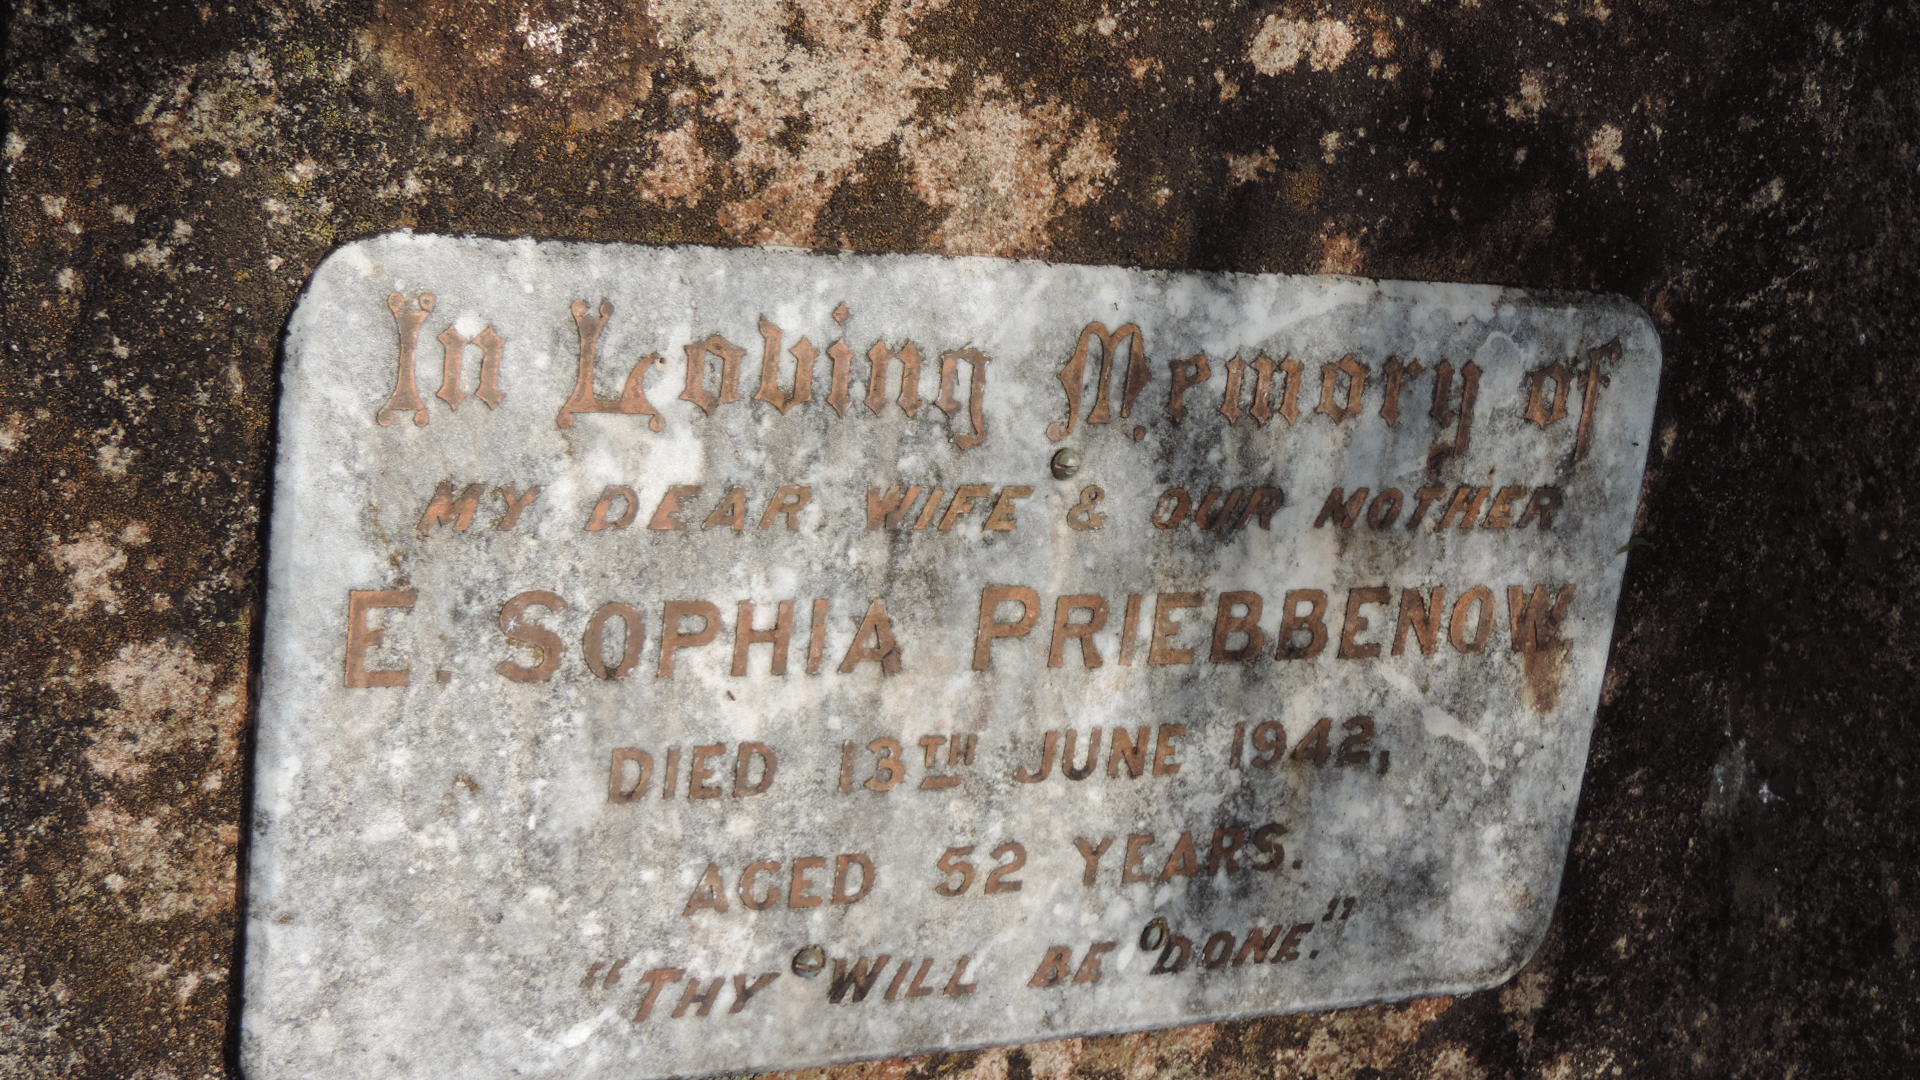 In Loving Memory of
MY DEAR WIFE & OUR MOTHER
E. SOPHIA PRIEBBENOW
DIED 13TH JUNE 1942,
AGED 52 YEARS.
"THY WILL BE DONE."